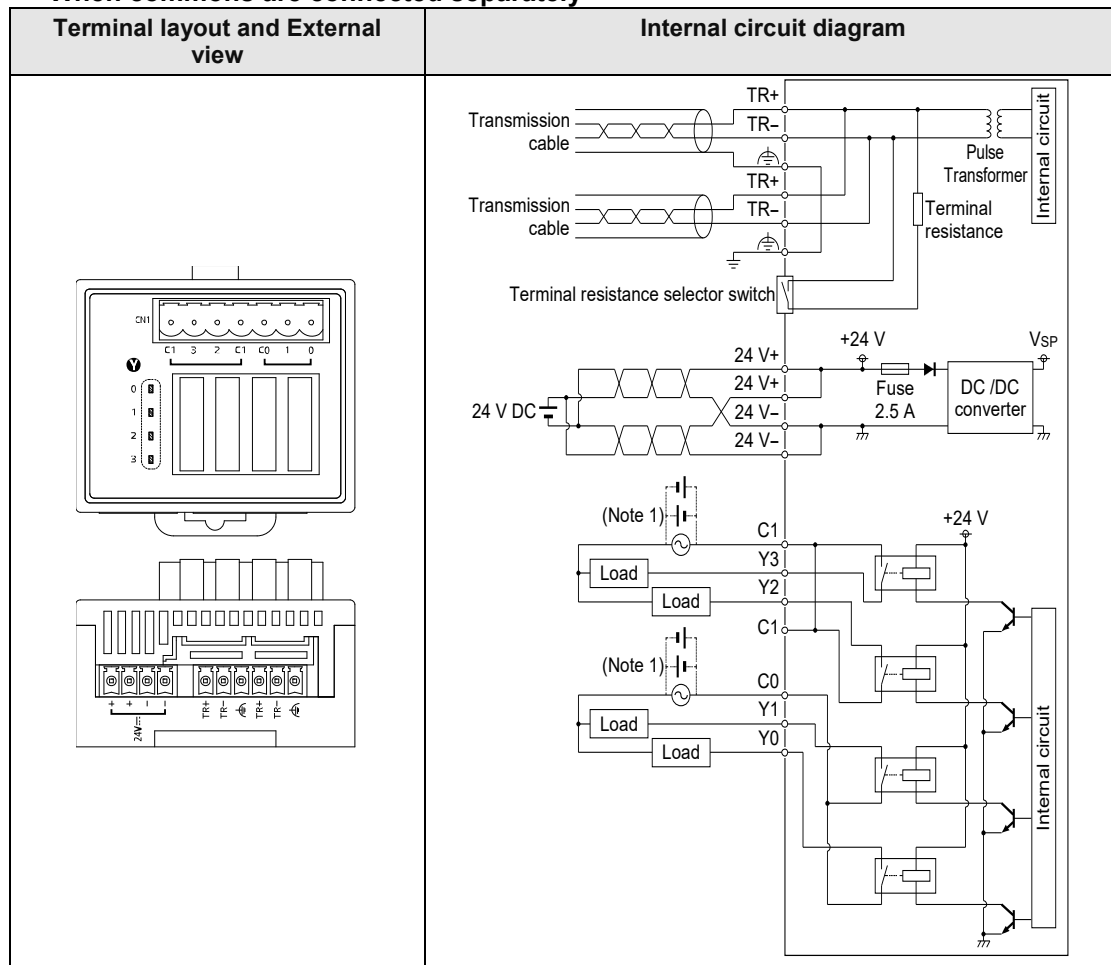 When commons are connected separately
Terminal layout and External view
Internal circuit diagram
CN1
C1 3 2 C1 C0 1 0
Y
0
1
2
3
+ + − −
24V
TR+ TR− TR+ TR−
Transmission cable
TR+
TR−
Transmission cable
TR+
TR−
Pulse Transformer
Internal circuit
Terminal resistance
Terminal resistance selector switch
24 V DC
24 V+
24 V+
24 V−
24 V−
+24 V
Fuse
2.5 A
DC /DC converter
VSP
(Note 1)
C1
Y3
Load
Y2
Load
C1
(Note 1)
C0
Y1
Load
Y0
Load
+24 V
Internal circuit